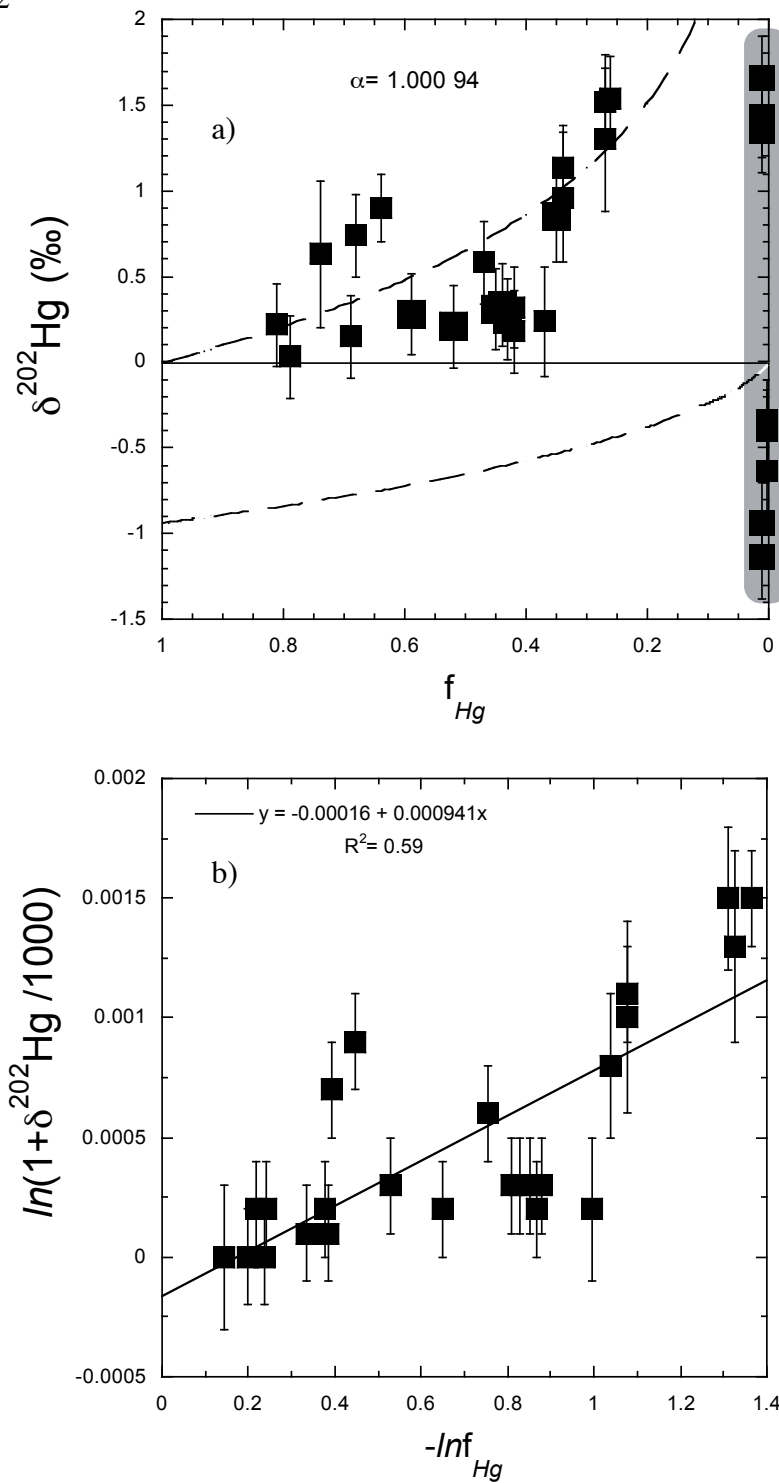 2
α= 1.000 94
a)
δ²⁰²Hg (‰)
2
1.5
1
0.5
0
-0.5
-1
-1.5
1 0.8 0.6 0.4 0.2 0
f_Hg
y = -0.00016 + 0.000941x
R²= 0.59
b)
ln(1+δ²⁰²Hg /1000)
0.002
0.0015
0.001
0.0005
0
-0.0005
0 0.2 0.4 0.6 0.8 1 1.2 1.4
-lnf_Hg